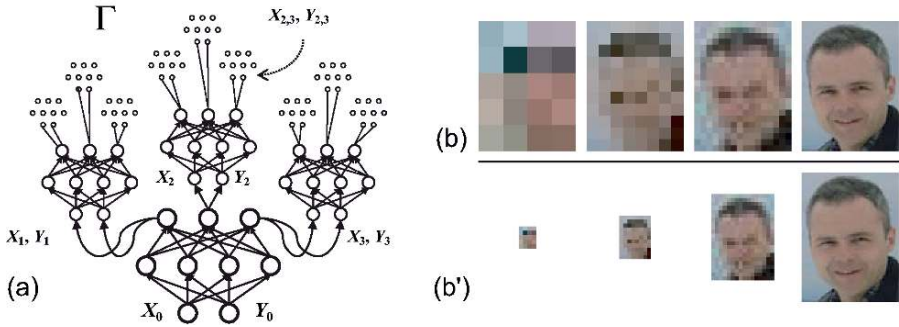 Γ
X2,3, Y2,3
X2 Y2
X1, Y1
X3, Y3
(a)
X0 Y0
(b)
(b')